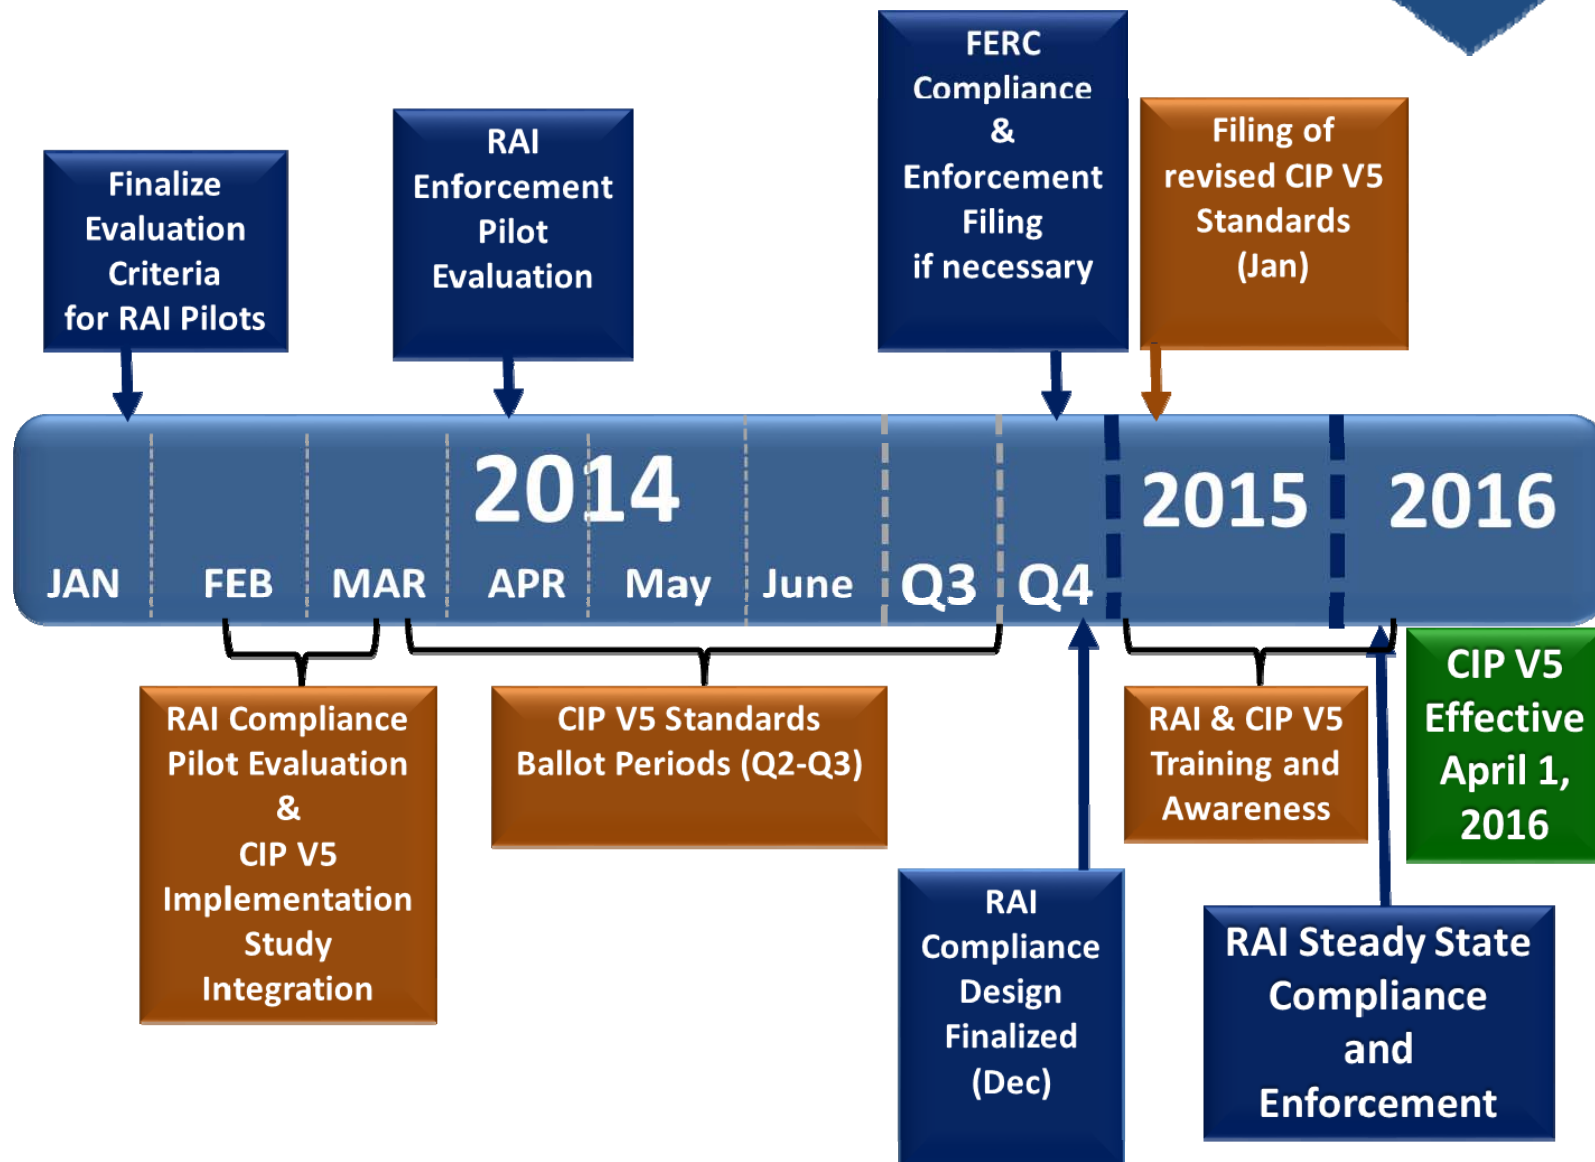 Finalize
Evaluation
Criteria
for RAI Pilots
RAI
Enforcement
Pilot
Evaluation
FERC
Compliance
&
Enforcement
Filing
if necessary
Filing of
revised CIP V5
Standards
(Jan)
2014
2015
2016
JAN
FEB
MAR
APR
May
June
Q3
Q4
RAI Compliance
Pilot Evaluation
&
CIP V5
Implementation
Study
Integration
CIP V5 Standards
Ballot Periods (Q2-Q3)
RAI
Compliance
Design
Finalized
(Dec)
RAI & CIP V5
Training and
Awareness
RAI Steady State
Compliance
and
Enforcement
CIP V5
Effective
April 1,
2016